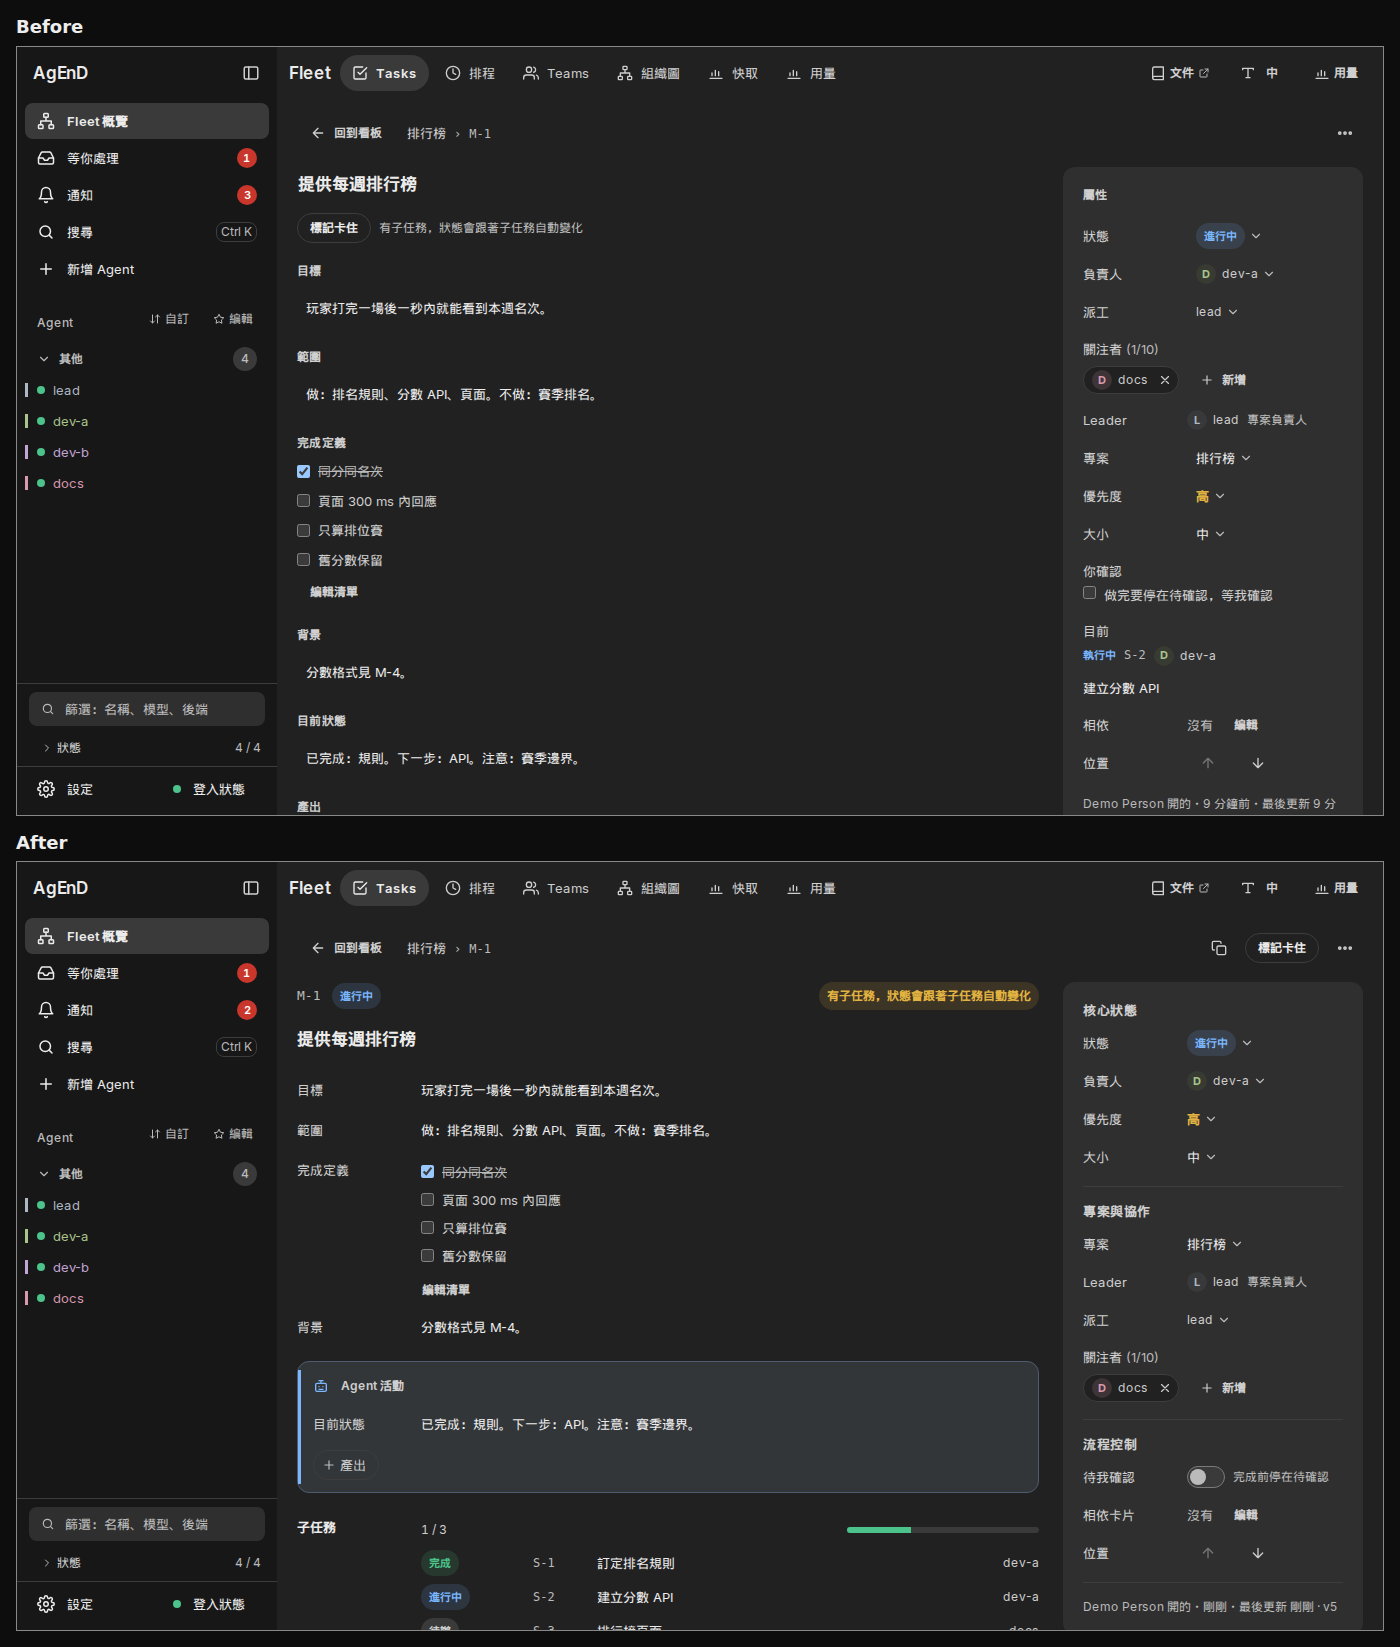 Before
AgEnD
Fleet
Tasks
排程
Teams
組織圖
快取
用量
文件
中
用量
Fleet 概覽
等你處理
1
通知
3
搜尋
Ctrl K
新增 Agent
Agent
自訂
編輯
其他
4
lead
dev-a
dev-b
docs
篩選：名稱、模型、後端
狀態
4 / 4
設定
登入狀態
回到看板
排行榜 › M-1
提供每週排行榜
標記卡住
有子任務，狀態會跟著子任務自動變化
目標
玩家打完一場後一秒內就能看到本週名次。
範圍
做：排名規則、分數 API、頁面。不做：賽季排名。
完成定義
同分同名次
頁面 300 ms 內回應
只算排位賽
舊分數保留
編輯清單
背景
分數格式見 M-4。
目前狀態
已完成：規則。下一步：API。注意：賽季邊界。
產出
屬性
狀態
進行中
負責人
D dev-a
派工
lead
關注者 (1/10)
D docs
新增
Leader
L lead 專案負責人
專案
排行榜
優先度
高
大小
中
你確認
做完要停在待確認，等我確認
目前
執行中 S-2 D dev-a
建立分數 API
相依
沒有
編輯
位置
Demo Person 開的・9 分鐘前・最後更新 9 分
After
AgEnD
Fleet
Tasks
排程
Teams
組織圖
快取
用量
文件
中
用量
Fleet 概覽
等你處理
1
通知
2
搜尋
Ctrl K
新增 Agent
Agent
自訂
編輯
其他
4
lead
dev-a
dev-b
docs
篩選：名稱、模型、後端
狀態
4 / 4
設定
登入狀態
回到看板
排行榜 › M-1
標記卡住
M-1
進行中
有子任務，狀態會跟著子任務自動變化
提供每週排行榜
目標
玩家打完一場後一秒內就能看到本週名次。
範圍
做：排名規則、分數 API、頁面。不做：賽季排名。
完成定義
同分同名次
頁面 300 ms 內回應
只算排位賽
舊分數保留
編輯清單
背景
分數格式見 M-4。
Agent 活動
目前狀態
已完成：規則。下一步：API。注意：賽季邊界。
產出
子任務
1 / 3
完成 S-1 訂定排名規則 dev-a
進行中 S-2 建立分數 API dev-a
待辦 S-3 排行榜頁面 docs
核心狀態
狀態
進行中
負責人
D dev-a
優先度
高
大小
中
專案與協作
專案
排行榜
Leader
L lead 專案負責人
派工
lead
關注者 (1/10)
D docs
新增
流程控制
待我確認
完成前停在待確認
相依卡片
沒有
編輯
位置
Demo Person 開的・剛剛・最後更新 剛剛 · v5